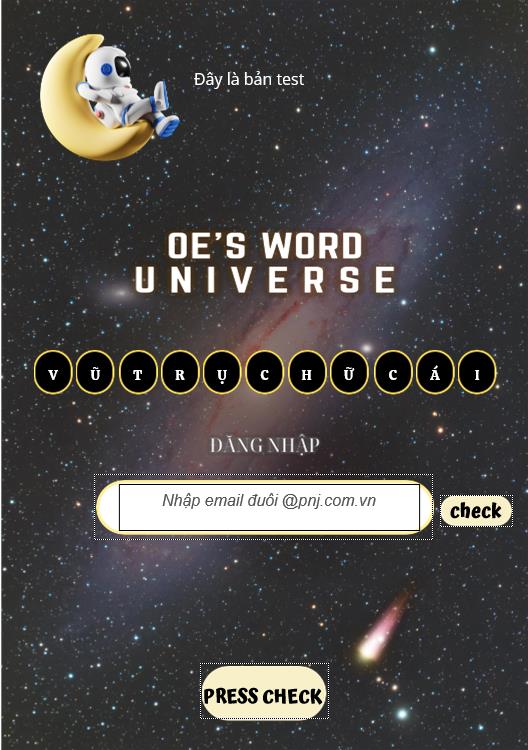 Đây là bản test
OE'S WORD
UNIVERSE
V Ũ T R Ụ C H Ữ C Á I
ĐĂNG NHẬP
Nhập email đuôi @pnj.com.vn
check
PRESS CHECK